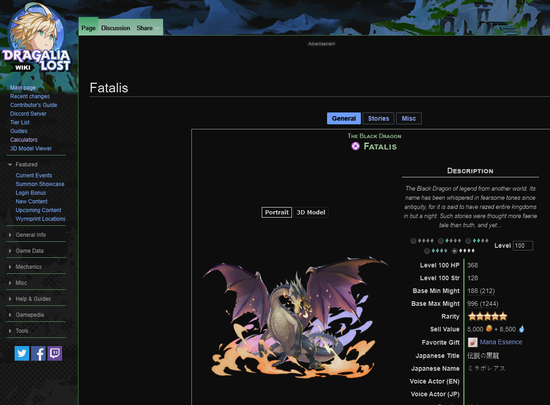 Page Discussion Share
Advertisement
DRAGALIA
LOST
WIKI
Main page
Recent changes
Contributor's Guide
Discord Server
Tier List
Guides
Calculators
3D Model Viewer
Featured
Current Events
Summon Showcase
Login Bonus
New Content
Upcoming Content
Wyrmprint Locations
General Info
Game Data
Mechanics
Misc
Help & Guides
Gamepedia
Tools
Fatalis
General Stories Misc
The Black Dragon
Fatalis
Portrait 3D Model
Description
The Black Dragon of legend from another world. Its
name has been whispered in fearsome tones since
antiquity, for it is said to have razed entire kingdoms
in but a night. Such stories were thought more faerie
tale than truth, and yet...
Level 100
Level 100 HP 368
Level 100 Str 128
Base Min Might 188 (212)
Base Max Might 996 (1244)
Rarity
Sell Value 5,000 + 8,500
Favorite Gift Maria Essence
Japanese Title 伝説の黒龍
Japanese Name ミラボレアス
Voice Actor (EN)
Voice Actor (JP)